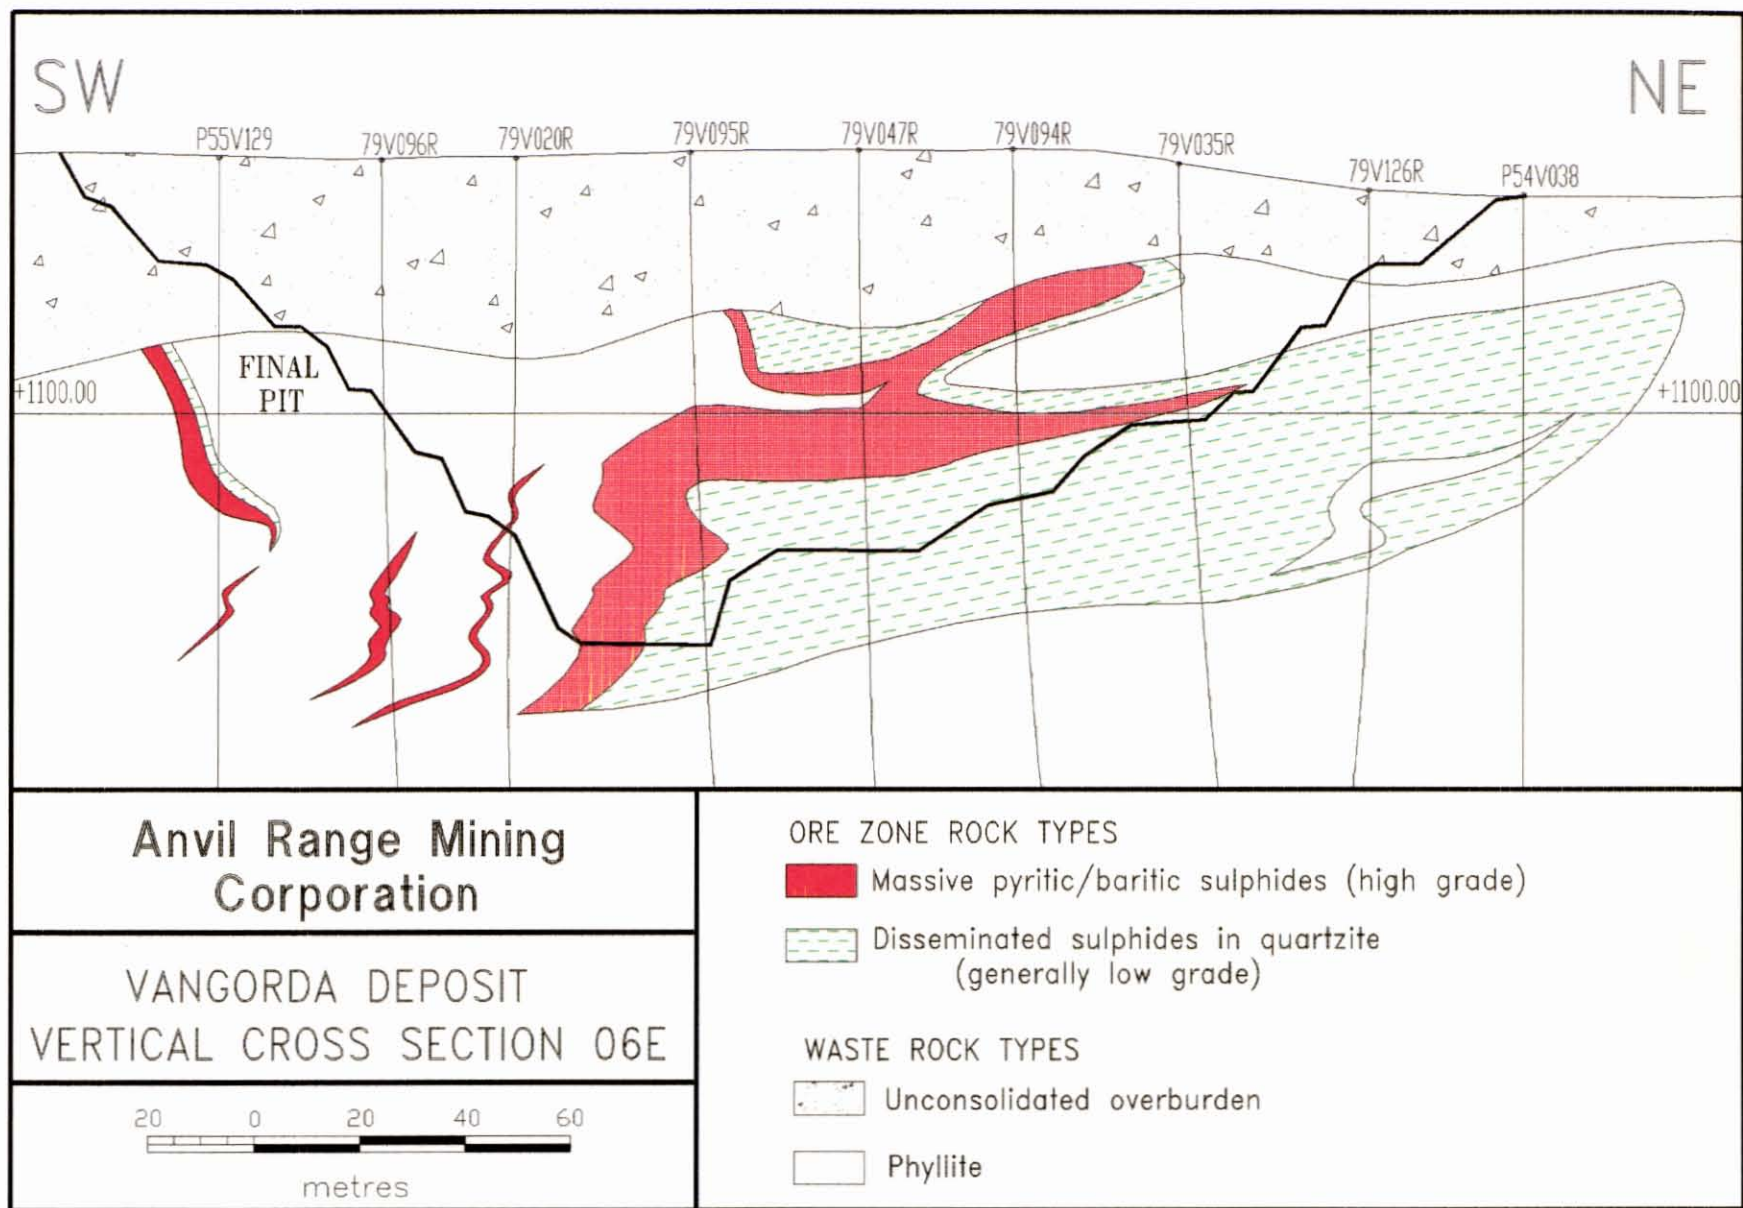 SW
NE
P55V129
79V096R
79V020R
79V095R
79V047R
79V094R
79V035R
79V126R
P54V038
FINAL
PIT
+1100.00
+1100.00
Anvil Range Mining
Corporation
VANGORDA DEPOSIT
VERTICAL CROSS SECTION 06E
20 0 20 40 60
metres
ORE ZONE ROCK TYPES
Massive pyritic/baritic sulphides (high grade)
Disseminated sulphides in quartzite
(generally low grade)
WASTE ROCK TYPES
Unconsolidated overburden
Phyllite